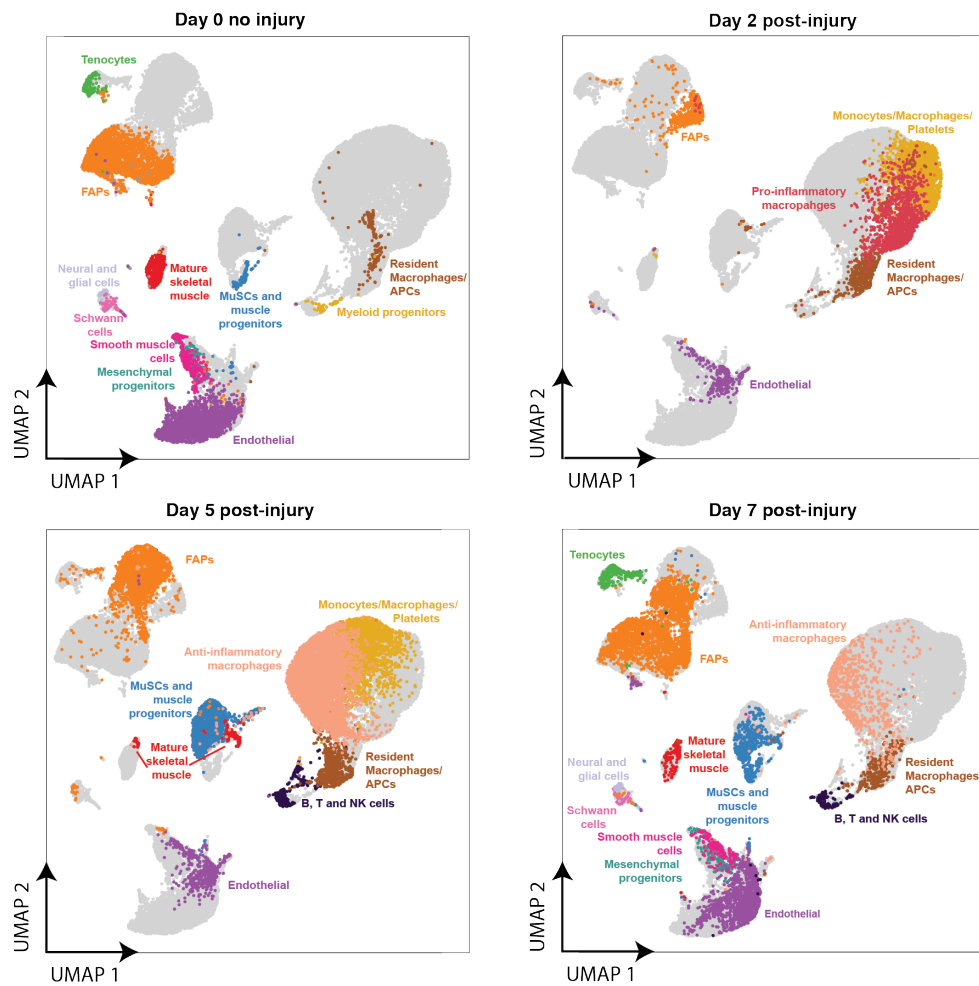 Day 0 no injury
Tenocytes
FAPs
Neural and
glial cells
Mature
skeletal
muscle
Schwann
cells
MuSCs and
muscle
progenitors
Resident
Macrophages/
APCs
Myeloid progenitors
Smooth muscle
cells
Mesenchymal
progenitors
Endothelial
UMAP 2
UMAP 1
Day 2 post-injury
FAPs
Monocytes/Macrophages/
Platelets
Pro-inflammatory
macropahges
Resident
Macrophages/
APCs
Endothelial
UMAP 2
UMAP 1
Day 5 post-injury
FAPs
Monocytes/Macrophages/
Platelets
Anti-inflammatory
macrophages
MuSCs and
muscle
progenitors
Mature
skeletal
muscle
Resident
Macrophages/
APCs
B, T and NK cells
Endothelial
UMAP 2
UMAP 1
Day 7 post-injury
Tenocytes
FAPs
Anti-inflammatory
macrophages
Neural and
glial cells
Mature
skeletal
muscle
Schwann
cells
MuSCs and
muscle
progenitors
Resident
Macrophages/
APCs
B, T and NK cells
Smooth muscle
cells
Mesenchymal
progenitors
Endothelial
UMAP 2
UMAP 1